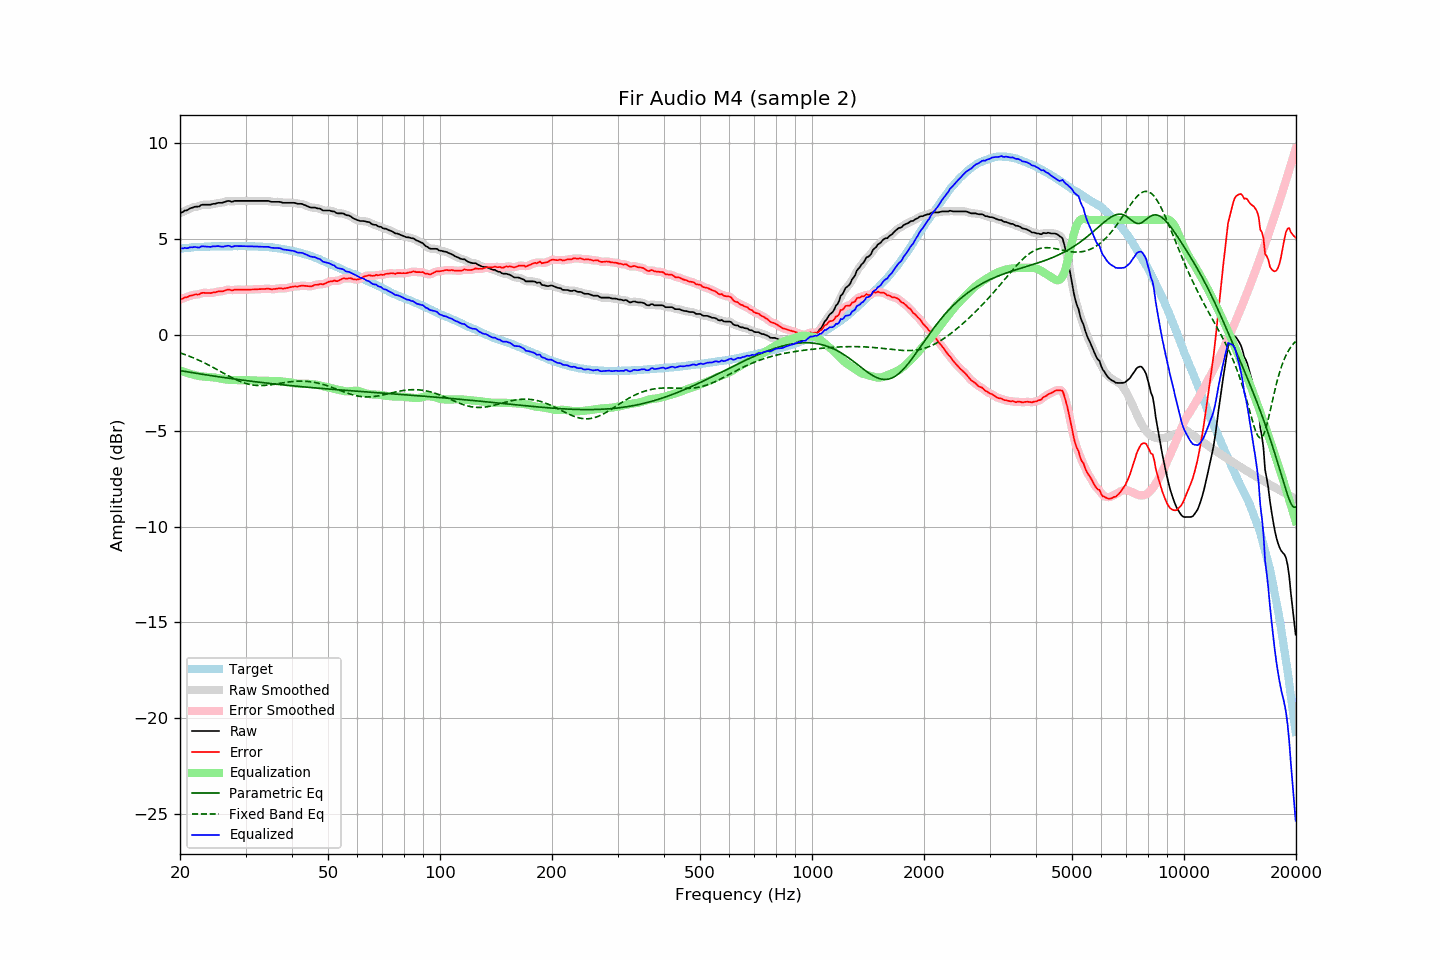 Fir Audio M4 (sample 2)
10
5
0
−5
−10
−15
−20
−25
Amplitude (dBr)
Target
Raw Smoothed
Error Smoothed
Raw
Error
Equalization
Parametric Eq
Fixed Band Eq
Equalized
20 50 100 200 500 1000 2000 5000 10000 20000
Frequency (Hz)